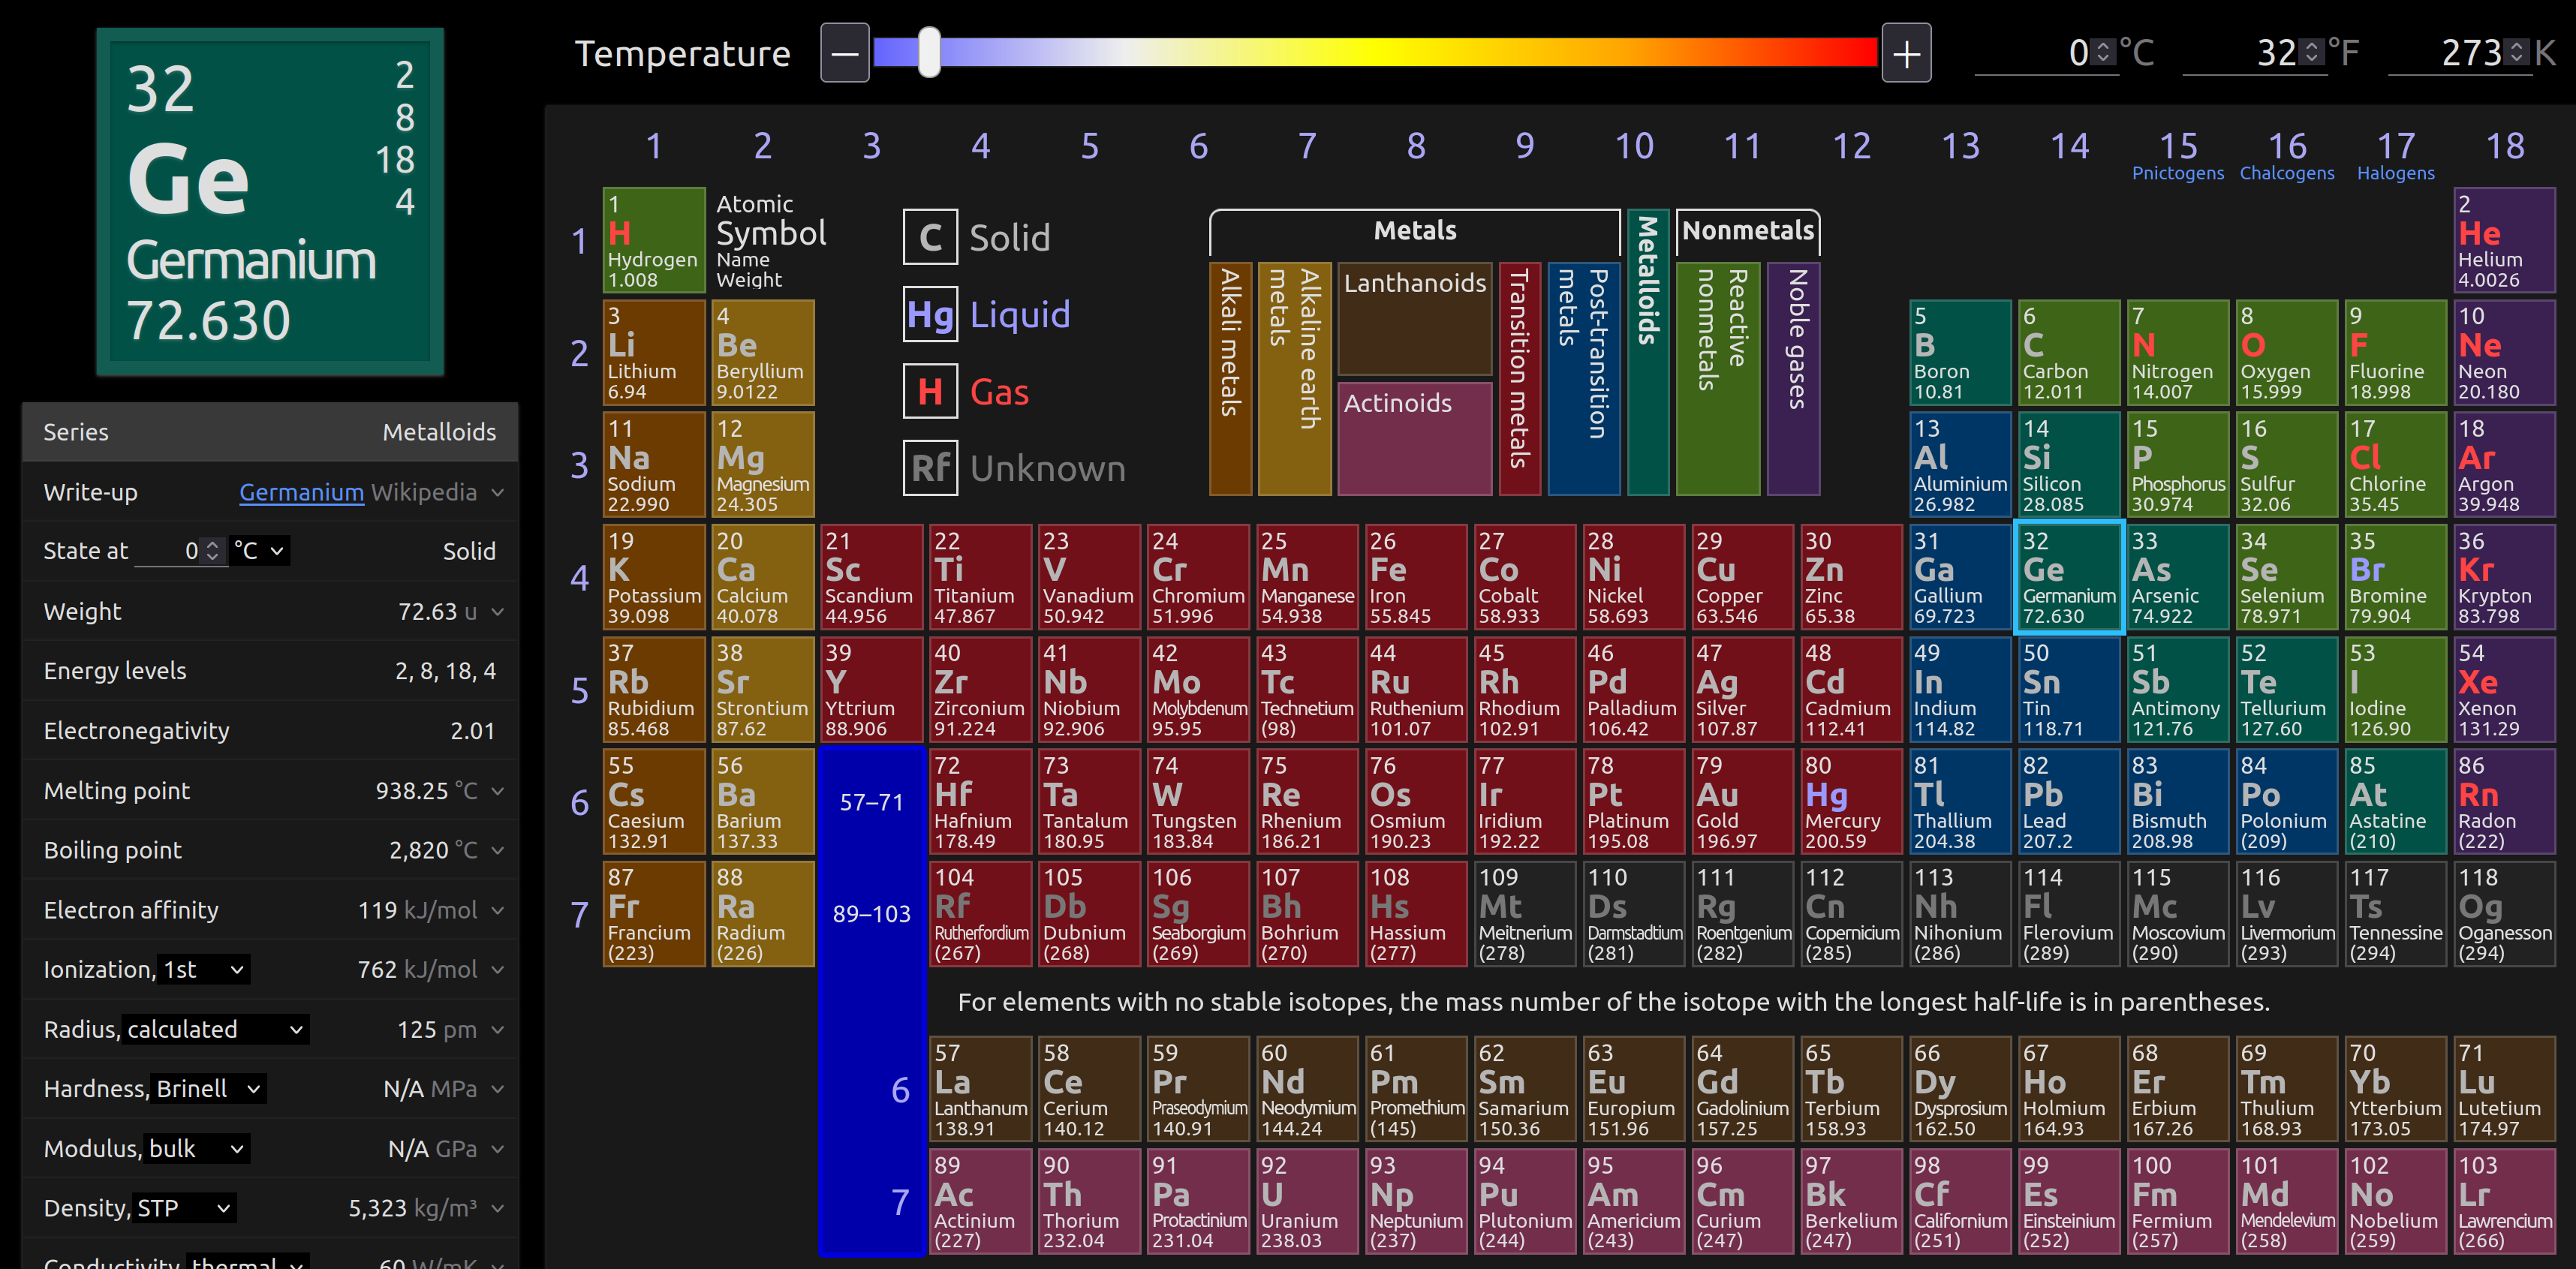 32
2
8
18
4
Ge
Germanium
72.630
Series Metalloids
Write-up Germanium Wikipedia
State at 0 °C Solid
Weight 72.63 u
Energy levels 2, 8, 18, 4
Electronegativity 2.01
Melting point 938.25 °C
Boiling point 2,820 °C
Electron affinity 119 kJ/mol
Ionization, 1st 762 kJ/mol
Radius, calculated 125 pm
Hardness, Brinell N/A MPa
Modulus, bulk N/A GPa
Density, STP 5,323 kg/m³
Conductivity, thermal 60 W/mK
Temperature − + 0 °C 32 °F 273 K
1 2 3 4 5 6 7 8 9 10 11 12 13 14 15 16 17 18
Pnictogens Chalcogens Halogens
1
1 H Hydrogen 1.008
Atomic
Symbol
Name
Weight
C Solid
Hg Liquid
H Gas
Rf Unknown
Metals
Metalloids
Nonmetals
Alkali metals
Alkaline earth metals
Lanthanoids
Actinoids
Transition metals
Post-transition metals
Reactive nonmetals
Noble gases
2 He Helium 4.0026
2
3 Li Lithium 6.94
4 Be Beryllium 9.0122
5 B Boron 10.81
6 C Carbon 12.011
7 N Nitrogen 14.007
8 O Oxygen 15.999
9 F Fluorine 18.998
10 Ne Neon 20.180
3
11 Na Sodium 22.990
12 Mg Magnesium 24.305
13 Al Aluminium 26.982
14 Si Silicon 28.085
15 P Phosphorus 30.974
16 S Sulfur 32.06
17 Cl Chlorine 35.45
18 Ar Argon 39.948
4
19 K Potassium 39.098
20 Ca Calcium 40.078
21 Sc Scandium 44.956
22 Ti Titanium 47.867
23 V Vanadium 50.942
24 Cr Chromium 51.996
25 Mn Manganese 54.938
26 Fe Iron 55.845
27 Co Cobalt 58.933
28 Ni Nickel 58.693
29 Cu Copper 63.546
30 Zn Zinc 65.38
31 Ga Gallium 69.723
32 Ge Germanium 72.630
33 As Arsenic 74.922
34 Se Selenium 78.971
35 Br Bromine 79.904
36 Kr Krypton 83.798
5
37 Rb Rubidium 85.468
38 Sr Strontium 87.62
39 Y Yttrium 88.906
40 Zr Zirconium 91.224
41 Nb Niobium 92.906
42 Mo Molybdenum 95.95
43 Tc Technetium (98)
44 Ru Ruthenium 101.07
45 Rh Rhodium 102.91
46 Pd Palladium 106.42
47 Ag Silver 107.87
48 Cd Cadmium 112.41
49 In Indium 114.82
50 Sn Tin 118.71
51 Sb Antimony 121.76
52 Te Tellurium 127.60
53 I Iodine 126.90
54 Xe Xenon 131.29
6
55 Cs Caesium 132.91
56 Ba Barium 137.33
57–71
72 Hf Hafnium 178.49
73 Ta Tantalum 180.95
74 W Tungsten 183.84
75 Re Rhenium 186.21
76 Os Osmium 190.23
77 Ir Iridium 192.22
78 Pt Platinum 195.08
79 Au Gold 196.97
80 Hg Mercury 200.59
81 Tl Thallium 204.38
82 Pb Lead 207.2
83 Bi Bismuth 208.98
84 Po Polonium (209)
85 At Astatine (210)
86 Rn Radon (222)
7
87 Fr Francium (223)
88 Ra Radium (226)
89–103
104 Rf Rutherfordium (267)
105 Db Dubnium (268)
106 Sg Seaborgium (269)
107 Bh Bohrium (270)
108 Hs Hassium (277)
109 Mt Meitnerium (278)
110 Ds Darmstadtium (281)
111 Rg Roentgenium (282)
112 Cn Copernicium (285)
113 Nh Nihonium (286)
114 Fl Flerovium (289)
115 Mc Moscovium (290)
116 Lv Livermorium (293)
117 Ts Tennessine (294)
118 Og Oganesson (294)
For elements with no stable isotopes, the mass number of the isotope with the longest half-life is in parentheses.
6
57 La Lanthanum 138.91
58 Ce Cerium 140.12
59 Pr Praseodymium 140.91
60 Nd Neodymium 144.24
61 Pm Promethium (145)
62 Sm Samarium 150.36
63 Eu Europium 151.96
64 Gd Gadolinium 157.25
65 Tb Terbium 158.93
66 Dy Dysprosium 162.50
67 Ho Holmium 164.93
68 Er Erbium 167.26
69 Tm Thulium 168.93
70 Yb Ytterbium 173.05
71 Lu Lutetium 174.97
7
89 Ac Actinium (227)
90 Th Thorium 232.04
91 Pa Protactinium 231.04
92 U Uranium 238.03
93 Np Neptunium (237)
94 Pu Plutonium (244)
95 Am Americium (243)
96 Cm Curium (247)
97 Bk Berkelium (247)
98 Cf Californium (251)
99 Es Einsteinium (252)
100 Fm Fermium (257)
101 Md Mendelevium (258)
102 No Nobelium (259)
103 Lr Lawrencium (266)